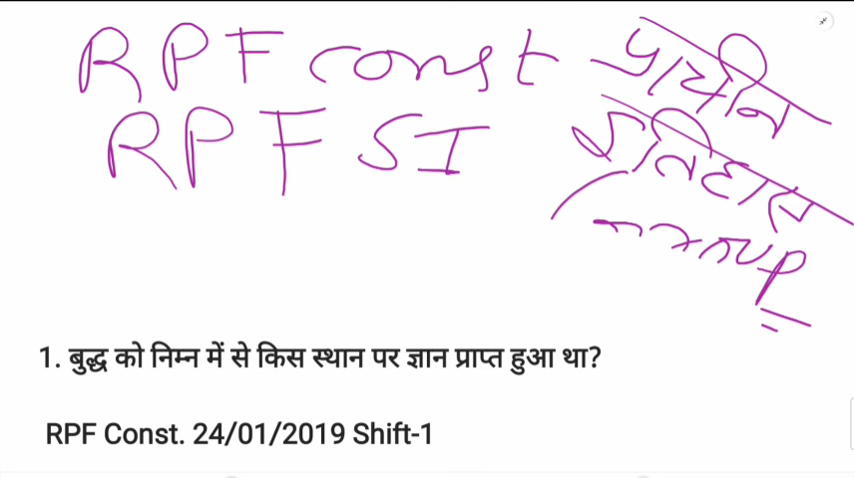 RPF const
RPF SI
प्राचीन
इतिहास
1. बुद्ध को निम्न में से किस स्थान पर ज्ञान प्राप्त हुआ था?
RPF Const. 24/01/2019 Shift-1